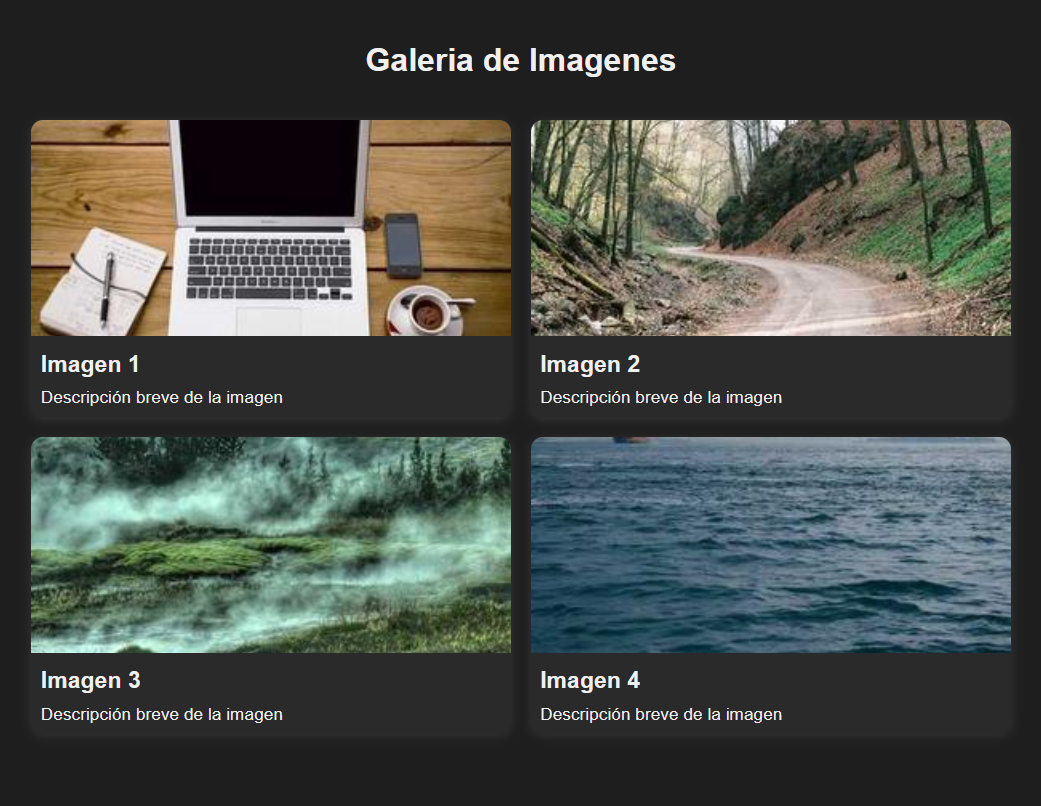 Galeria de Imagenes
Imagen 1
Descripción breve de la imagen
Imagen 2
Descripción breve de la imagen
Imagen 3
Descripción breve de la imagen
Imagen 4
Descripción breve de la imagen